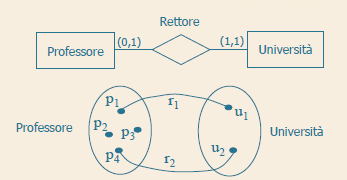 Rettore
Professore (0,1) (1,1) Università
p1 r1 u1
Professore p2 p3 Università
p4 r2 u2